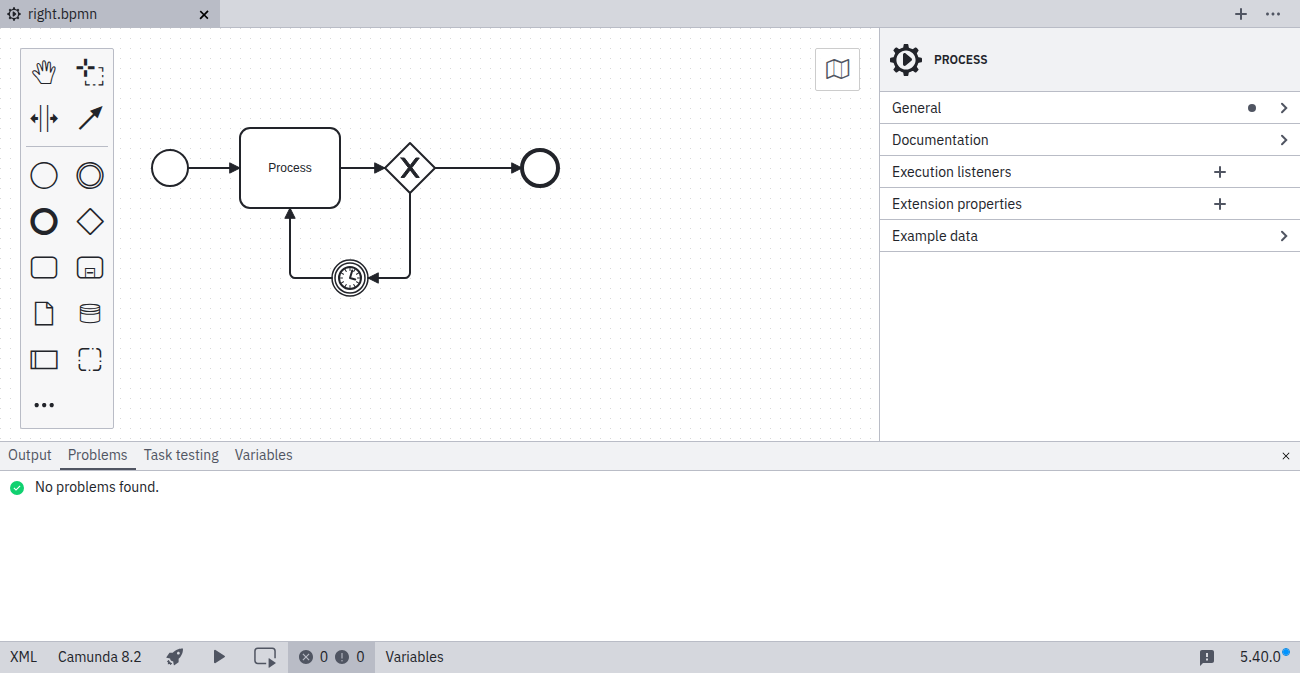 right.bpmn
PROCESS
General
Documentation
Execution listeners
Extension properties
Example data
Process
Output Problems Task testing Variables
No problems found.
XML Camunda 8.2 0 0 Variables 5.40.0